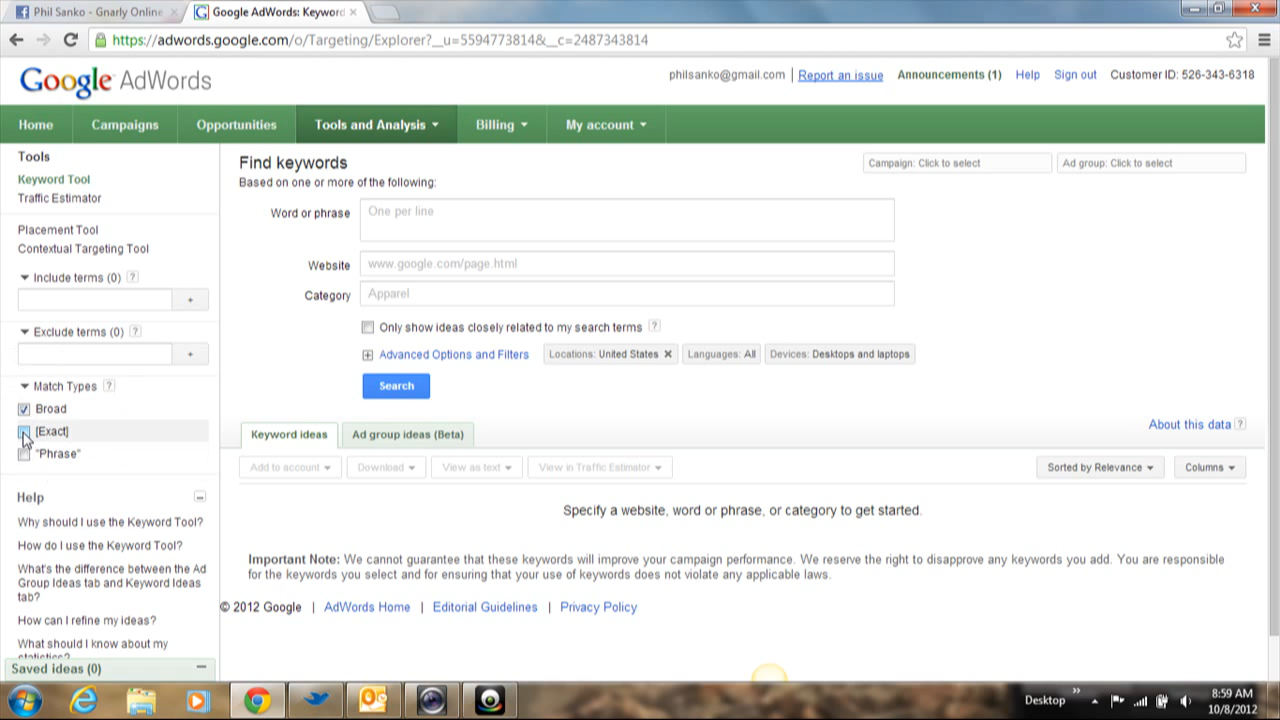 Phil Sanko - Gnarly Online
Google AdWords: Keyword
https://adwords.google.com/o/Targeting/Explorer?__u=5594773814&__c=2487343814
Google AdWords
philsanko@gmail.com | Report an issue Announcements (1) Help Sign out Customer ID: 526-343-6318
Home Campaigns Opportunities Tools and Analysis Billing My account
Tools
Keyword Tool
Traffic Estimator
Placement Tool
Contextual Targeting Tool
Include terms (0) ?
+
Exclude terms (0) ?
+
Match Types ?
Broad
[Exact]
"Phrase"
Help
Why should I use the Keyword Tool?
How do I use the Keyword Tool?
What's the difference between the Ad
Group Ideas tab and Keyword Ideas
tab?
How can I refine my ideas?
What should I know about my
statistics?
Saved ideas (0)
Find keywords
Campaign: Click to select
Ad group: Click to select
Based on one or more of the following:
Word or phrase One per line
Website www.google.com/page.html
Category Apparel
Only show ideas closely related to my search terms ?
Advanced Options and Filters Locations: United States Languages: All Devices: Desktops and laptops
Search
About this data ?
Keyword ideas Ad group ideas (Beta)
Add to account Download View as text View in Traffic Estimator Sorted by Relevance Columns
Specify a website, word or phrase, or category to get started.
Important Note: We cannot guarantee that these keywords will improve your campaign performance. We reserve the right to disapprove any keywords you add. You are responsible
for the keywords you select and for ensuring that your use of keywords does not violate any applicable laws.
© 2012 Google | AdWords Home | Editorial Guidelines | Privacy Policy
Desktop
8:59 AM
10/8/2012